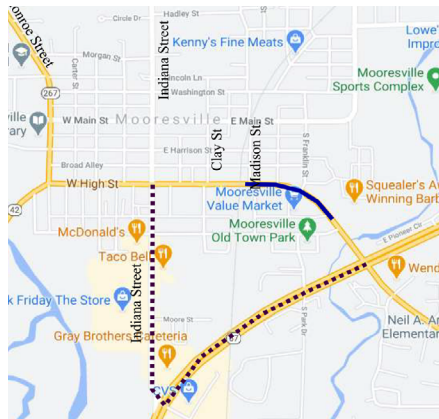 Circle Dr
Hadley St
Monroe Street
Indiana Street
Kenny's Fine Meats
Lowe's
Morgan St
Carter St
Lincoln Ln
Washington St
Mooresville
Sports Complex
267
W Main St
Mooresville
E Main St
E Harrison St
Clay St
Madison St
S Franklin St
Broad Alley
W High St
Mooresville
Value Market
Squealer's
Winning Barb
42
McDonald's
Mooresville
Old Town Park
E Pioneer Cir
Taco Bell
Wend
k Friday The Store
Indiana Street
Moore St
S Park Dr
Neil A. Ar
Elementar
Gray Brothers Cafeteria
67
CVS